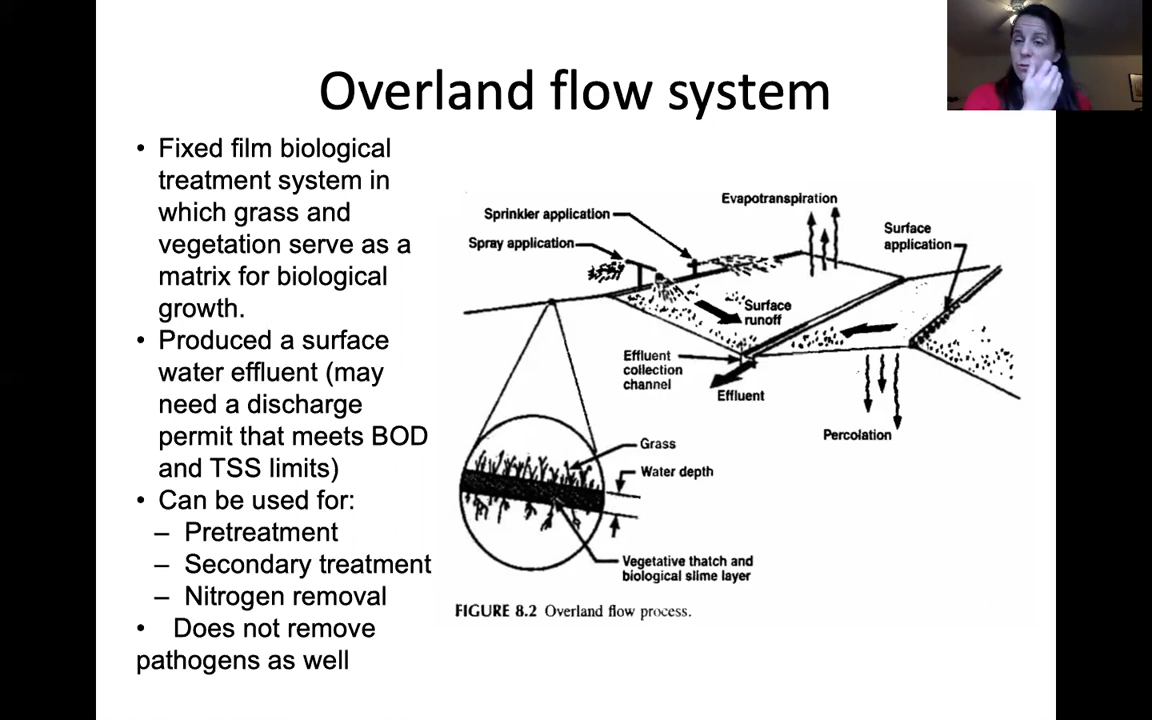 Overland flow system
• Fixed film biological
treatment system in
which grass and
vegetation serve as a
matrix for biological
growth.
• Produced a surface
water effluent (may
need a discharge
permit that meets BOD
and TSS limits)
• Can be used for:
– Pretreatment
– Secondary treatment
– Nitrogen removal
• Does not remove
pathogens as well
Evapotranspiration
Sprinkler application
Spray application
Surface
application
Surface
runoff
Effluent
collection
channel
Effluent
Percolation
Grass
Water depth
Vegetative thatch and
biological slime layer
FIGURE 8.2 Overland flow process.